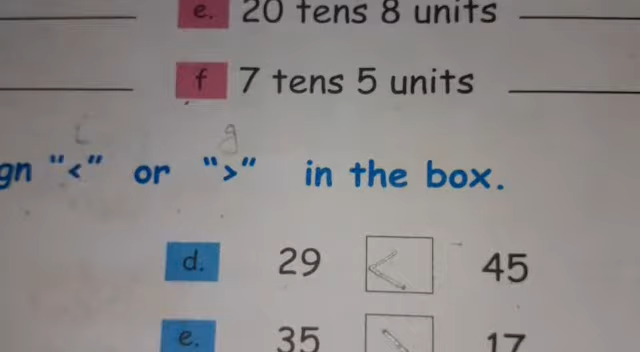 e. 20 tens 8 units
f 7 tens 5 units
g
gn "<" or ">" in the box.
d. 29 < 45
e. 35 17